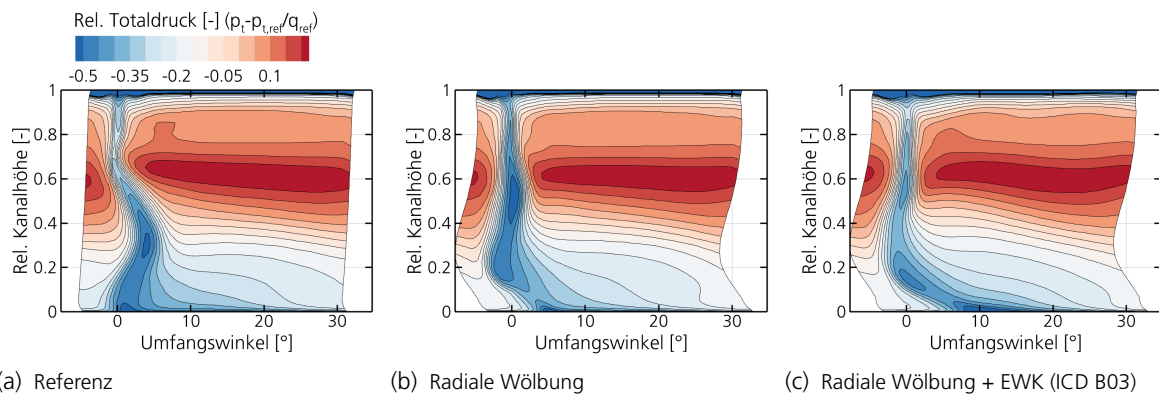 Rel. Totaldruck [-] (pt-pt,ref/qref)
-0.5 -0.35 -0.2 -0.05 0.1
Rel. Kanalhöhe [-]
1
0.8
0.6
0.4
0.2
0
0 10 20 30
Umfangswinkel [°]
(a) Referenz
Rel. Kanalhöhe [-]
1
0.8
0.6
0.4
0.2
0
0 10 20 30
Umfangswinkel [°]
(b) Radiale Wölbung
Rel. Kanalhöhe [-]
1
0.8
0.6
0.4
0.2
0
0 10 20 30
Umfangswinkel [°]
(c) Radiale Wölbung + EWK (ICD B03)